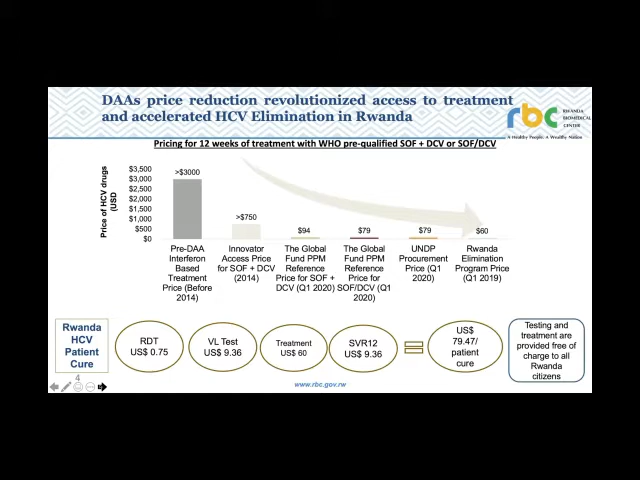 DAAs price reduction revolutionized access to treatment
and accelerated HCV Elimination in Rwanda
rbc
RWANDA
BIOMEDICAL
CENTER
A Healthy People, A Wealthy Nation
Pricing for 12 weeks of treatment with WHO pre-qualified SOF + DCV or SOF/DCV
Price of HCV drugs
(USD
$3,500
$3,000
$2,500
$2,000
$1,500
$1,000
$500
$0
>$3000
>$750
$94
$79
$79
$60
Pre-DAA
Interferon
Based
Treatment
Price (Before
2014)
Innovator
Access Price
for SOF + DCV
(2014)
The Global
Fund PPM
Reference
Price for SOF +
DCV (Q1 2020)
The Global
Fund PPM
Reference
Price for
SOF/DCV (Q1
2020)
UNDP
Procurement
Price (Q1
2020)
Rwanda
Elimination
Program Price
(Q1 2019)
Rwanda
HCV
Patient
Cure
RDT
US$ 0.75
VL Test
US$ 9.36
Treatment
US$ 60
SVR12
US$ 9.36
US$
79.47/
patient
cure
Testing and
treatment are
provided free of
charge to all
Rwanda
citizens
4
www.rbc.gov.rw